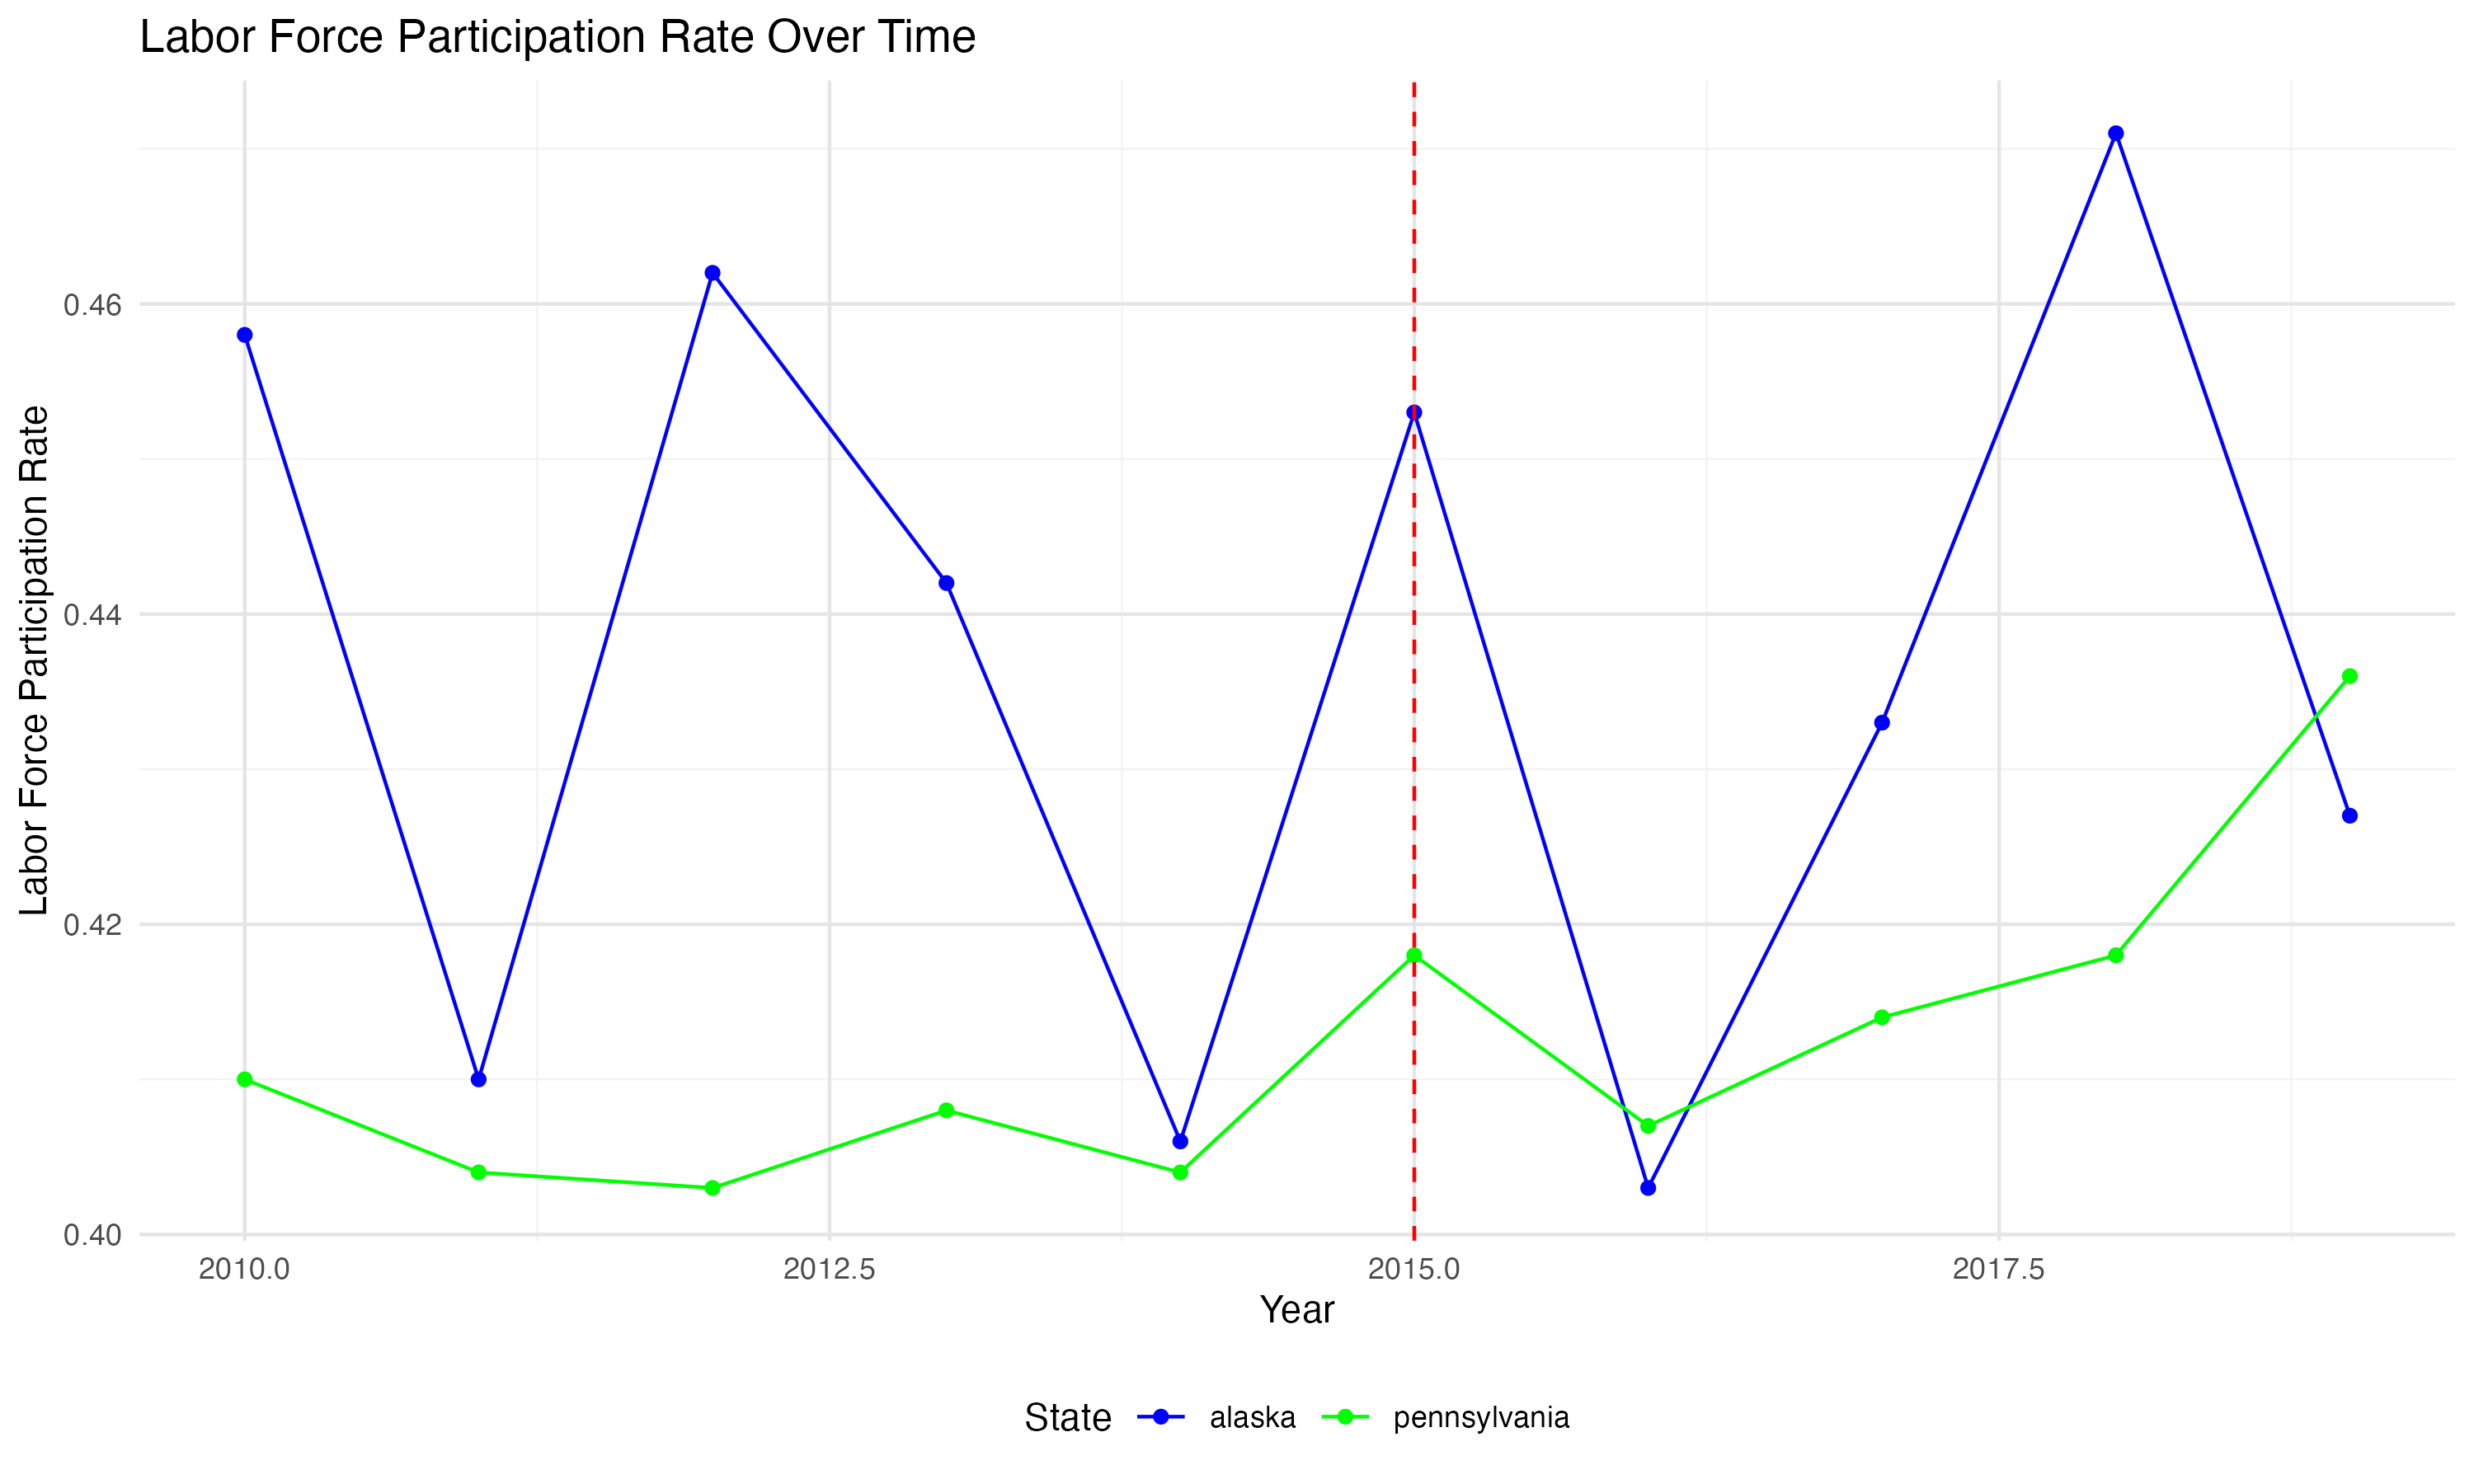 Labor Force Participation Rate Over Time
Labor Force Participation Rate
0.46
0.44
0.42
0.40
2010.0 2012.5 2015.0 2017.5
Year
State alaska pennsylvania